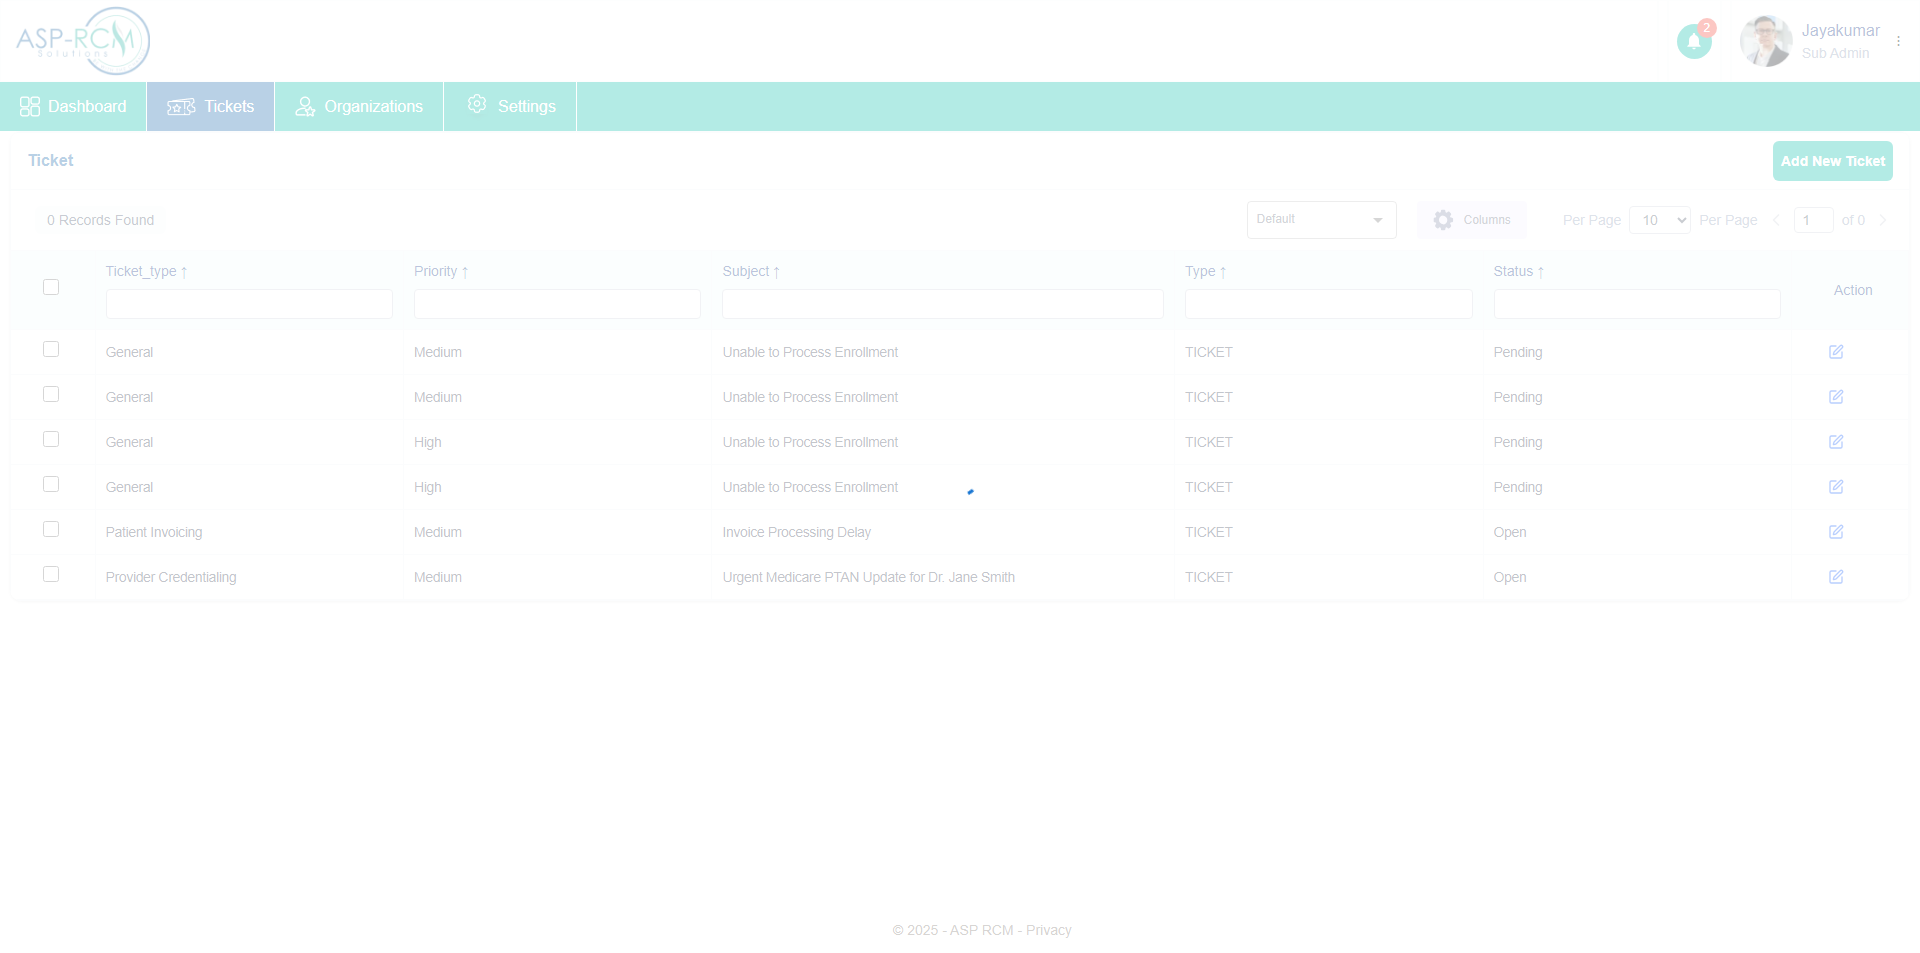 ASP-RCM
Solutions
2
Jayakumar
Sub Admin
Dashboard
Tickets
Organizations
Settings
Ticket
Add New Ticket
0 Records Found
Default
Columns
Per Page
10
Per Page
1
of 0
Ticket_type ↑
Priority ↑
Subject ↑
Type ↑
Status ↑
Action
General Medium Unable to Process Enrollment TICKET Pending
General Medium Unable to Process Enrollment TICKET Pending
General High Unable to Process Enrollment TICKET Pending
General High Unable to Process Enrollment TICKET Pending
Patient Invoicing Medium Invoice Processing Delay TICKET Open
Provider Credentialing Medium Urgent Medicare PTAN Update for Dr. Jane Smith TICKET Open
© 2025 - ASP RCM - Privacy